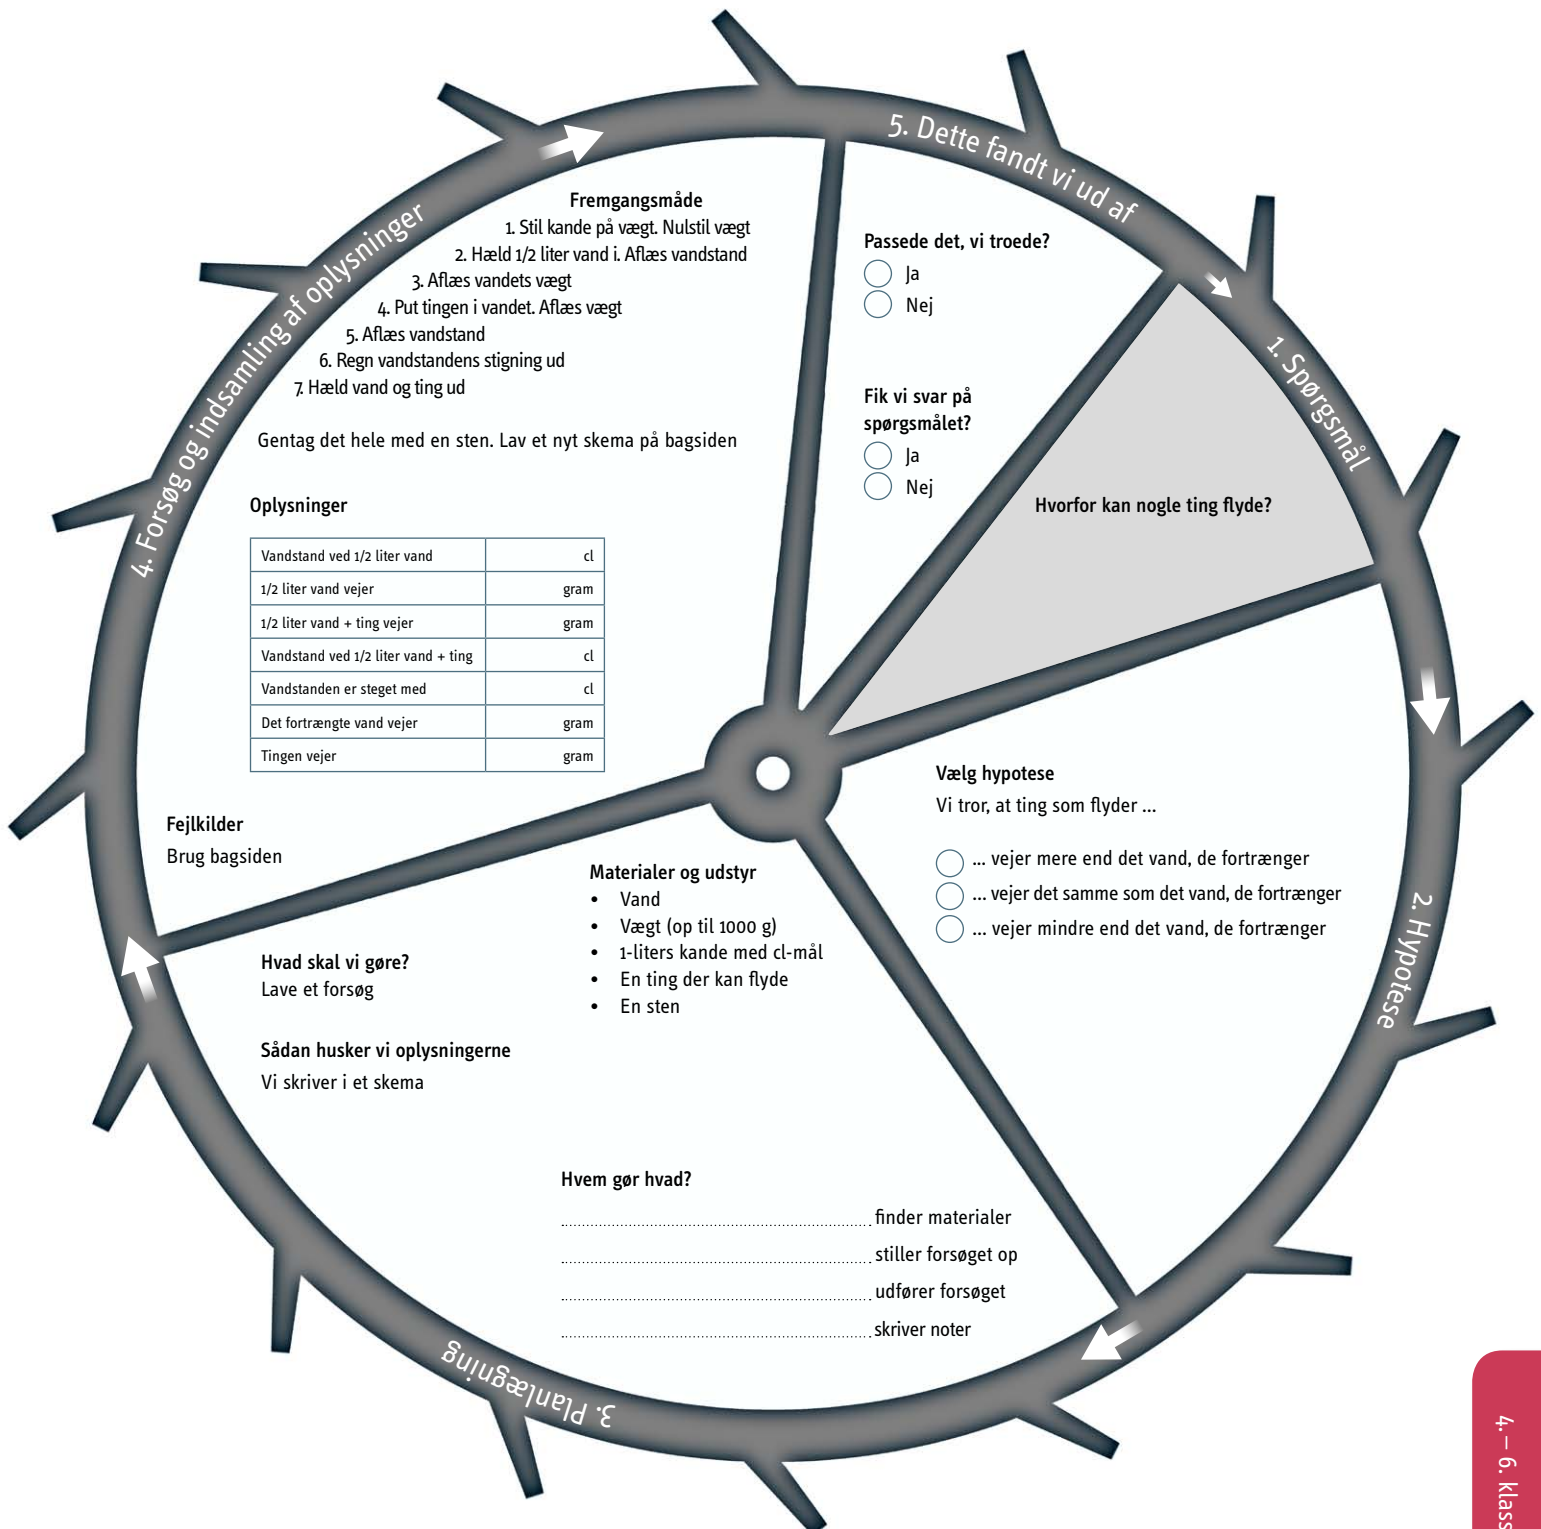 5. Dette fandt vi ud af
Passede det, vi troede?
Ja
Nej
Fik vi svar på
spørgsmålet?
Ja
Nej
1. Spørgsmål
Hvorfor kan nogle ting flyde?
2. Hypotese
Vælg hypotese
Vi tror, at ting som flyder ...
... vejer mere end det vand, de fortrænger
... vejer det samme som det vand, de fortrænger
... vejer mindre end det vand, de fortrænger
3. Planlægning
Hvad skal vi gøre?
Lave et forsøg
Sådan husker vi oplysningerne
Vi skriver i et skema
Materialer og udstyr
• Vand
• Vægt (op til 1000 g)
• 1-liters kande med cl-mål
• En ting der kan flyde
• En sten
Hvem gør hvad?
finder materialer
stiller forsøget op
udfører forsøget
skriver noter
4. Forsøg og indsamling af oplysninger
Fremgangsmåde
1. Stil kande på vægt. Nulstil vægt
2. Hæld 1/2 liter vand i. Aflæs vandstand
3. Aflæs vandets vægt
4. Put tingen i vandet. Aflæs vægt
5. Aflæs vandstand
6. Regn vandstandens stigning ud
7. Hæld vand og ting ud
Gentag det hele med en sten. Lav et nyt skema på bagsiden
Oplysninger
Vandstand ved 1/2 liter vand cl
1/2 liter vand vejer gram
1/2 liter vand + ting vejer gram
Vandstand ved 1/2 liter vand + ting cl
Vandstanden er steget med cl
Det fortrængte vand vejer gram
Tingen vejer gram
Fejlkilder
Brug bagsiden
4. – 6. klass